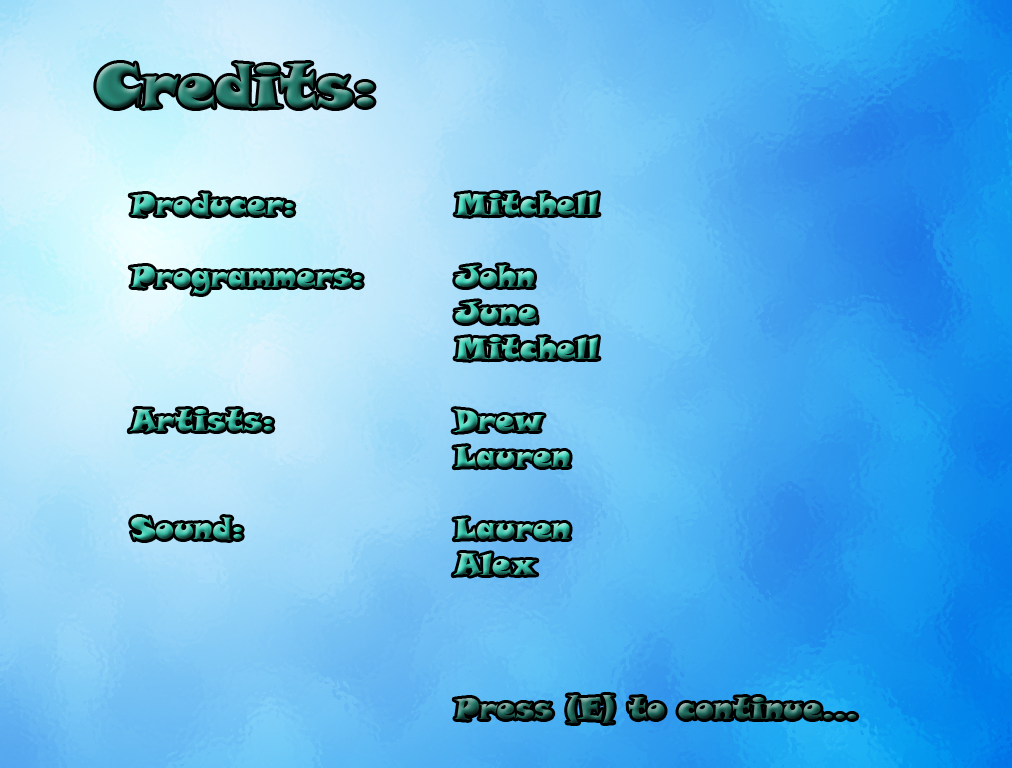 Credits:
Producer: Mitchell
Programmers: John
June
Mitchell
Artists: Drew
Lauren
Sound: Lauren
Alex
Press (E) to continue...